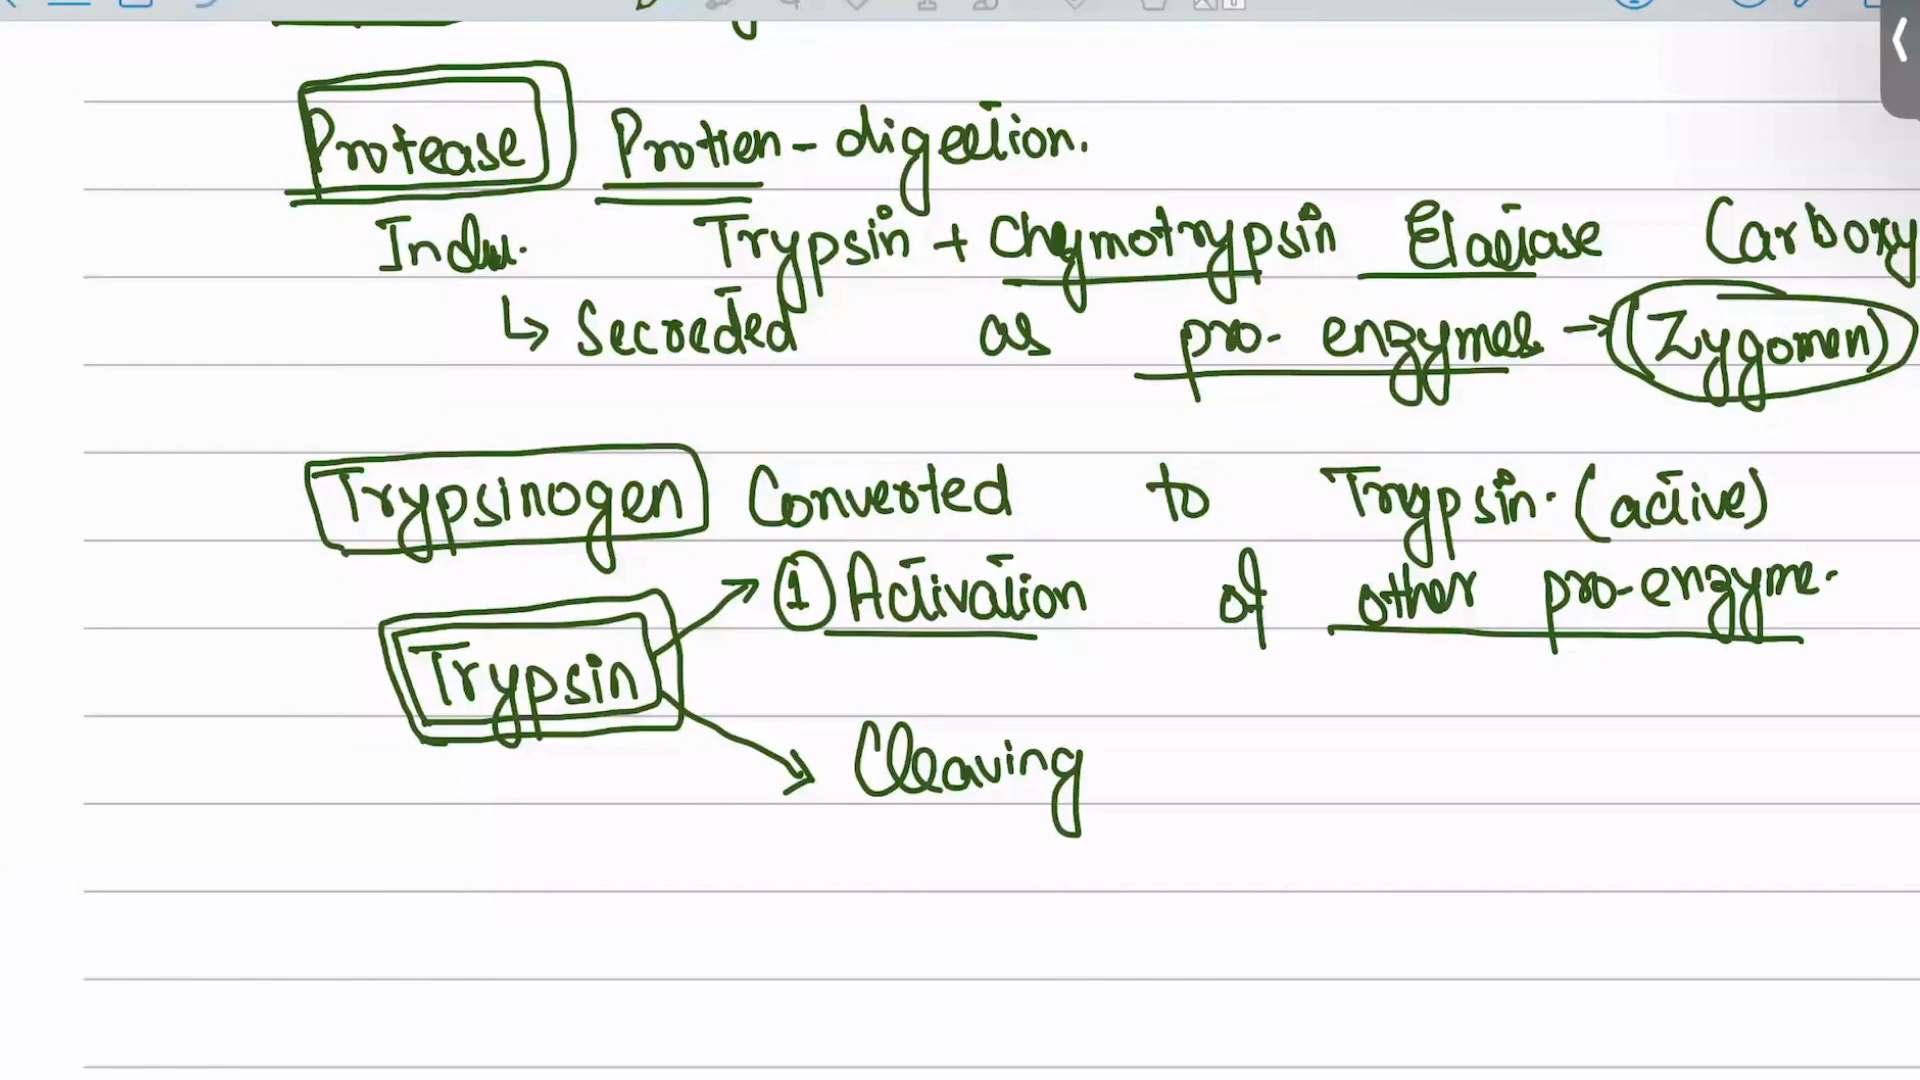 Protease Protien - digestion.
Indu. Trypsin + Chymotrypsin Elastase Carboxy
↳ Secreded as pro-enzymes → (Zygomen)
Trypsinogen Converted to Trypsin. (active)
① Activation of other pro-enzyme.
Trypsin
Cleaving